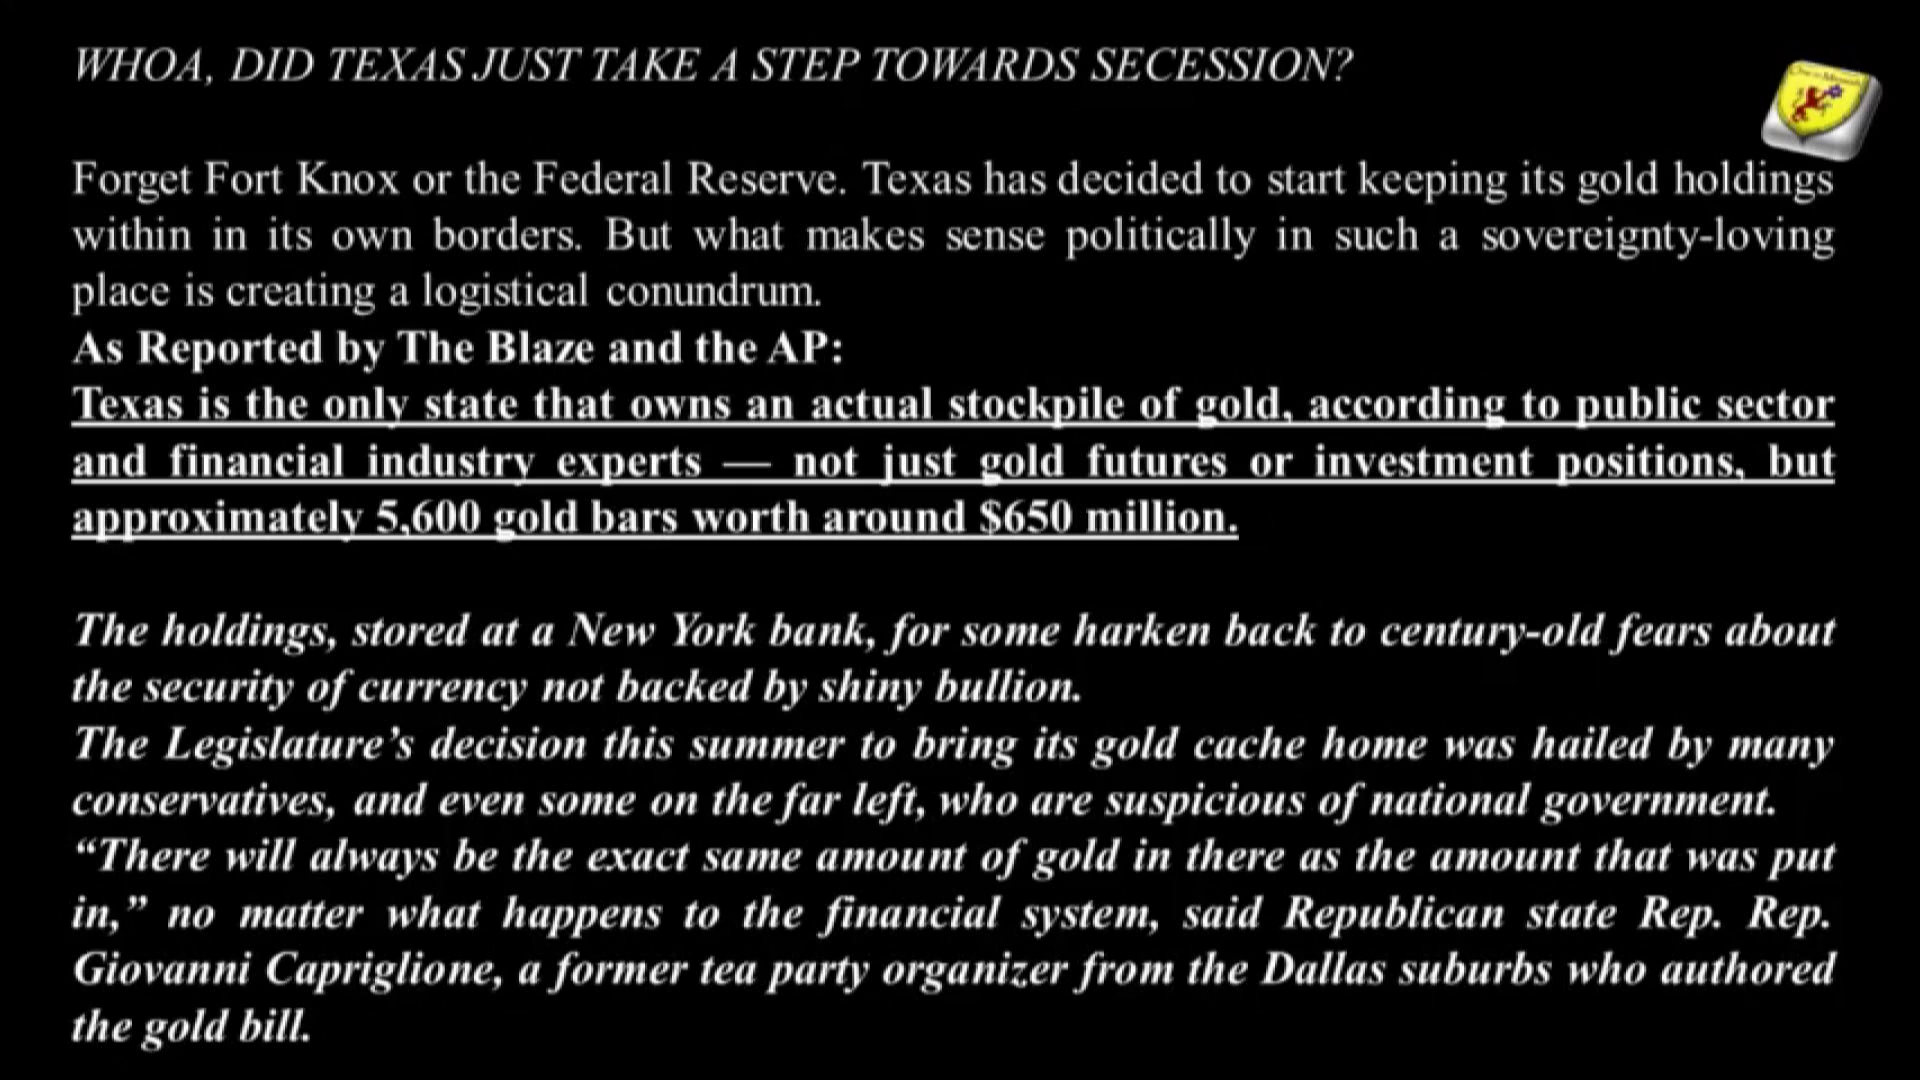 WHOA, DID TEXAS JUST TAKE A STEP TOWARDS SECESSION?
Forget Fort Knox or the Federal Reserve. Texas has decided to start keeping its gold holdings
within in its own borders. But what makes sense politically in such a sovereignty-loving
place is creating a logistical conundrum.
As Reported by The Blaze and the AP:
Texas is the only state that owns an actual stockpile of gold, according to public sector
and financial industry experts — not just gold futures or investment positions, but
approximately 5,600 gold bars worth around $650 million.
The holdings, stored at a New York bank, for some harken back to century-old fears about
the security of currency not backed by shiny bullion.
The Legislature’s decision this summer to bring its gold cache home was hailed by many
conservatives, and even some on the far left, who are suspicious of national government.
“There will always be the exact same amount of gold in there as the amount that was put
in,” no matter what happens to the financial system, said Republican state Rep. Rep.
Giovanni Capriglione, a former tea party organizer from the Dallas suburbs who authored
the gold bill.